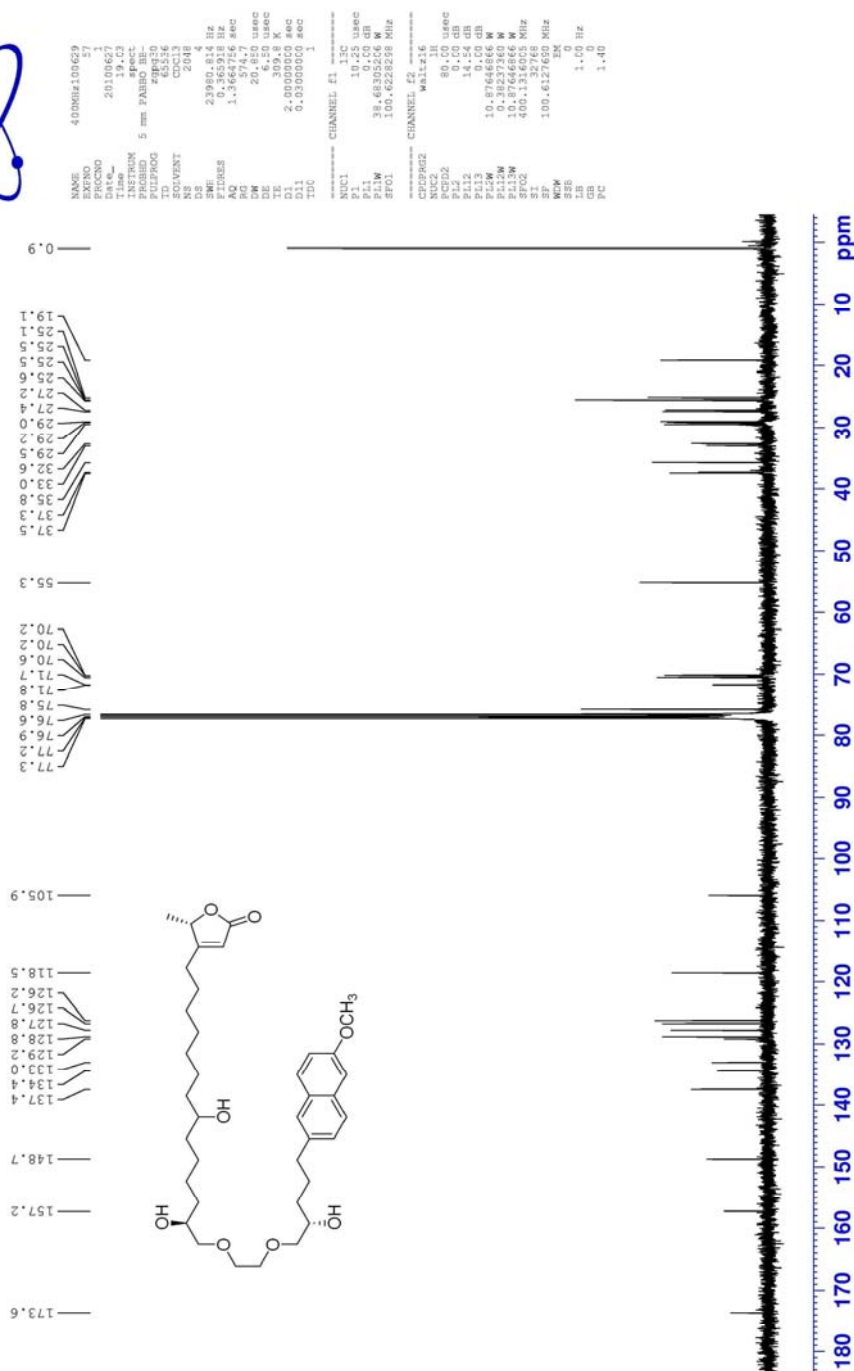 NAME 400MHz100629
EXPNO 57
PROCNO 1
Date_ 20100627
Time 19.03
INSTRUM spect
PROBHD 5 mm PABBO BB-
PULPROG zgpg30
TD 65536
SOLVENT CDCl3
NS 2048
DS 4
SWH 23980.814 Hz
FIDRES 0.365918 Hz
AQ 1.3664756 sec
RG 574.7
DW 20.850 usec
DE 6.50 usec
TE 309.8 K
D1 2.00000000 sec
D11 0.03000000 sec
TD0 1
======== CHANNEL f1 ========
NUC1 13C
P1 10.25 usec
PL1 0.00 dB
PL1W 38.68305206 W
SFO1 100.6228298 MHz
======== CHANNEL f2 ========
CPDPRG2 waltz16
NUC2 1H
PCPD2 80.00 usec
PL2 0.00 dB
PL12 14.54 dB
PL13 0.00 dB
PL2W 10.87646866 W
PL12W 0.38237360 W
PL13W 10.87646866 W
SFO2 400.1316005 MHz
SI 32768
SF 100.6127690 MHz
WDW EM
SSB 0
LB 1.00 Hz
GB 0
PC 1.40
173.6
157.2
148.7
137.4
134.4
133.0
129.2
128.8
127.8
126.7
126.2
118.5
105.9
77.3
77.2
76.9
76.6
75.8
71.8
71.7
70.6
70.2
70.2
55.3
37.5
37.3
35.8
33.0
32.6
29.5
29.2
29.0
27.4
27.2
25.6
25.5
25.5
25.1
19.1
0.9
O
O
OH
OH
O
O
OH
OCH3
180 170 160 150 140 130 120 110 100 90 80 70 60 50 40 30 20 10 ppm